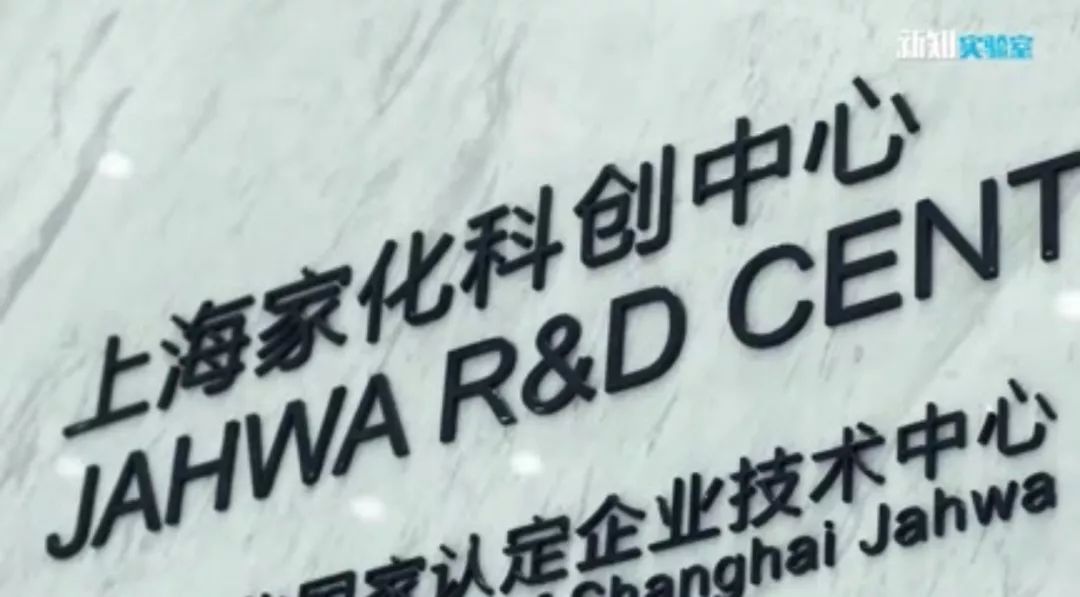 新知实验室
上海家化科创中心
JAHWA R&D CENT
国家认定企业技术中心
Shanghai Jahwa